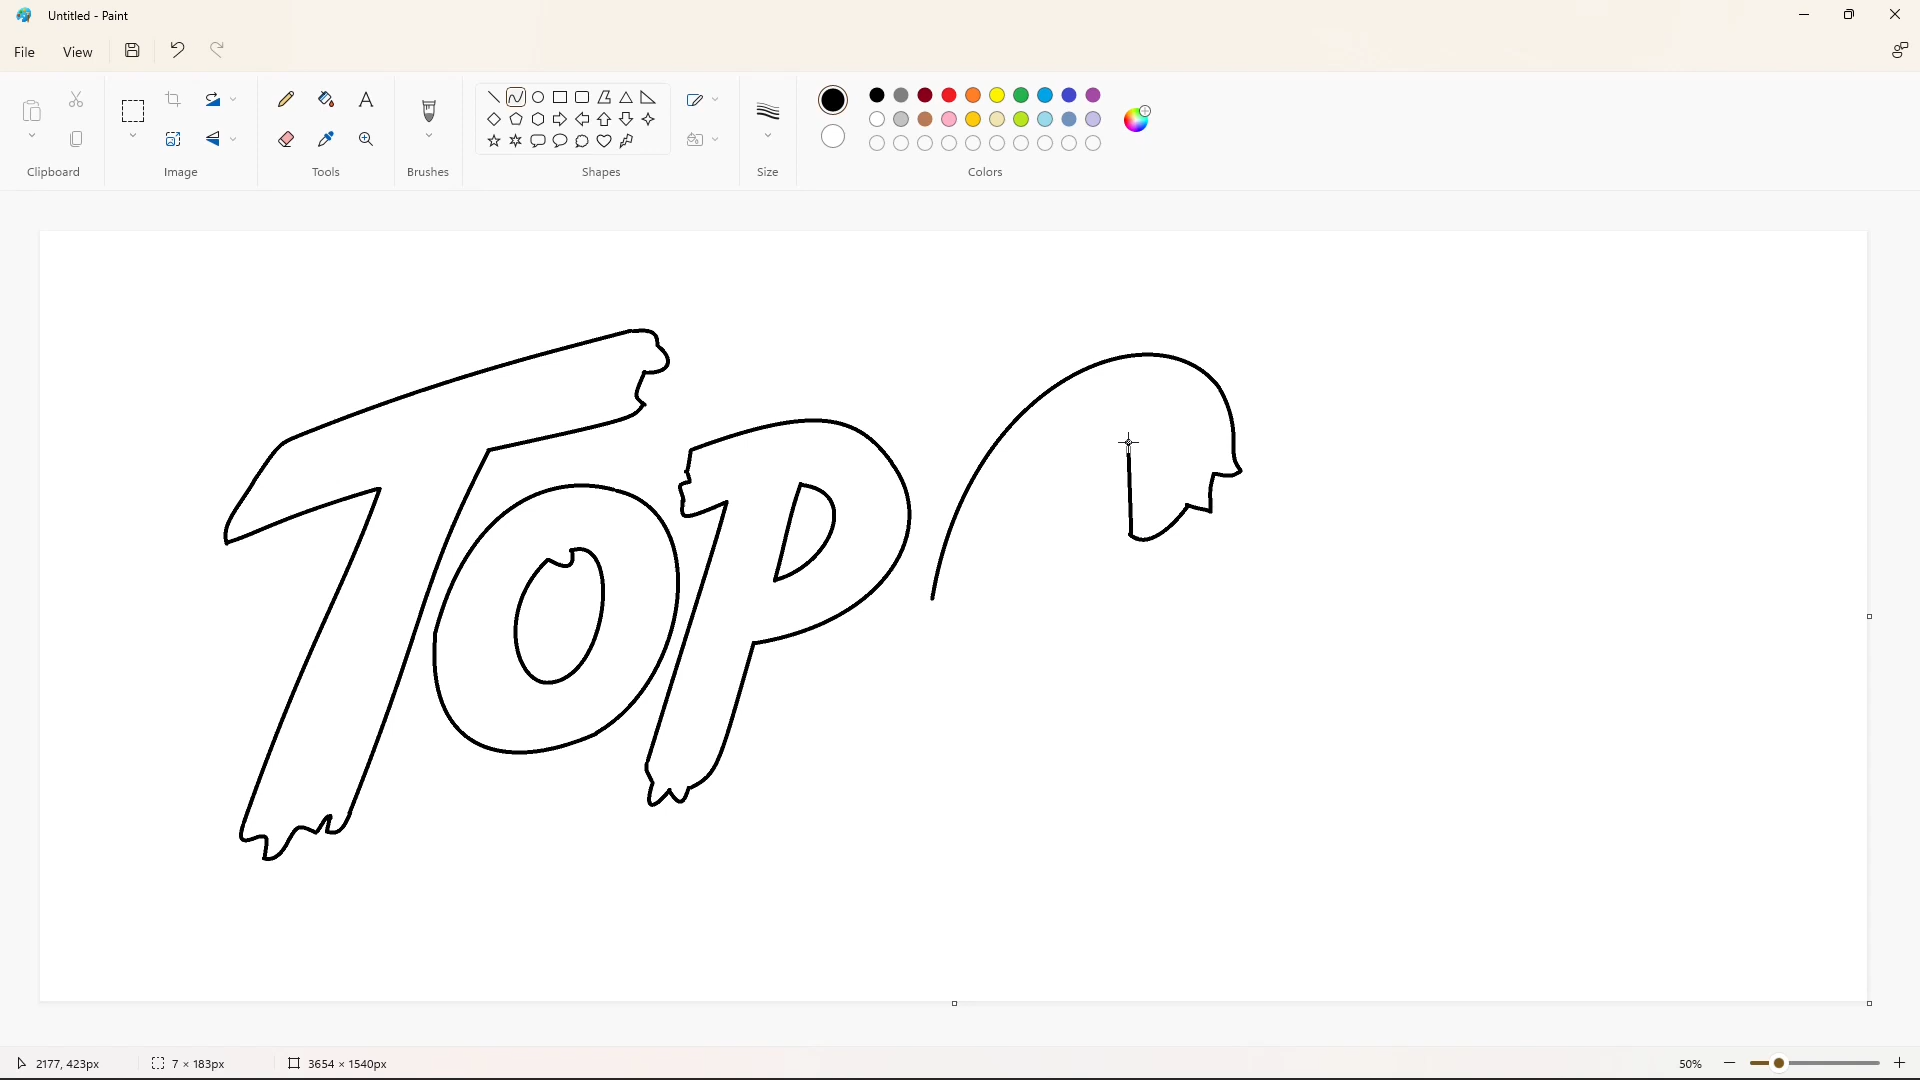 Untitled - Paint
File View
Clipboard Image Tools Brushes Shapes Size Colors
TOP
2177, 423px 7 × 183px 3654 × 1540px 50%